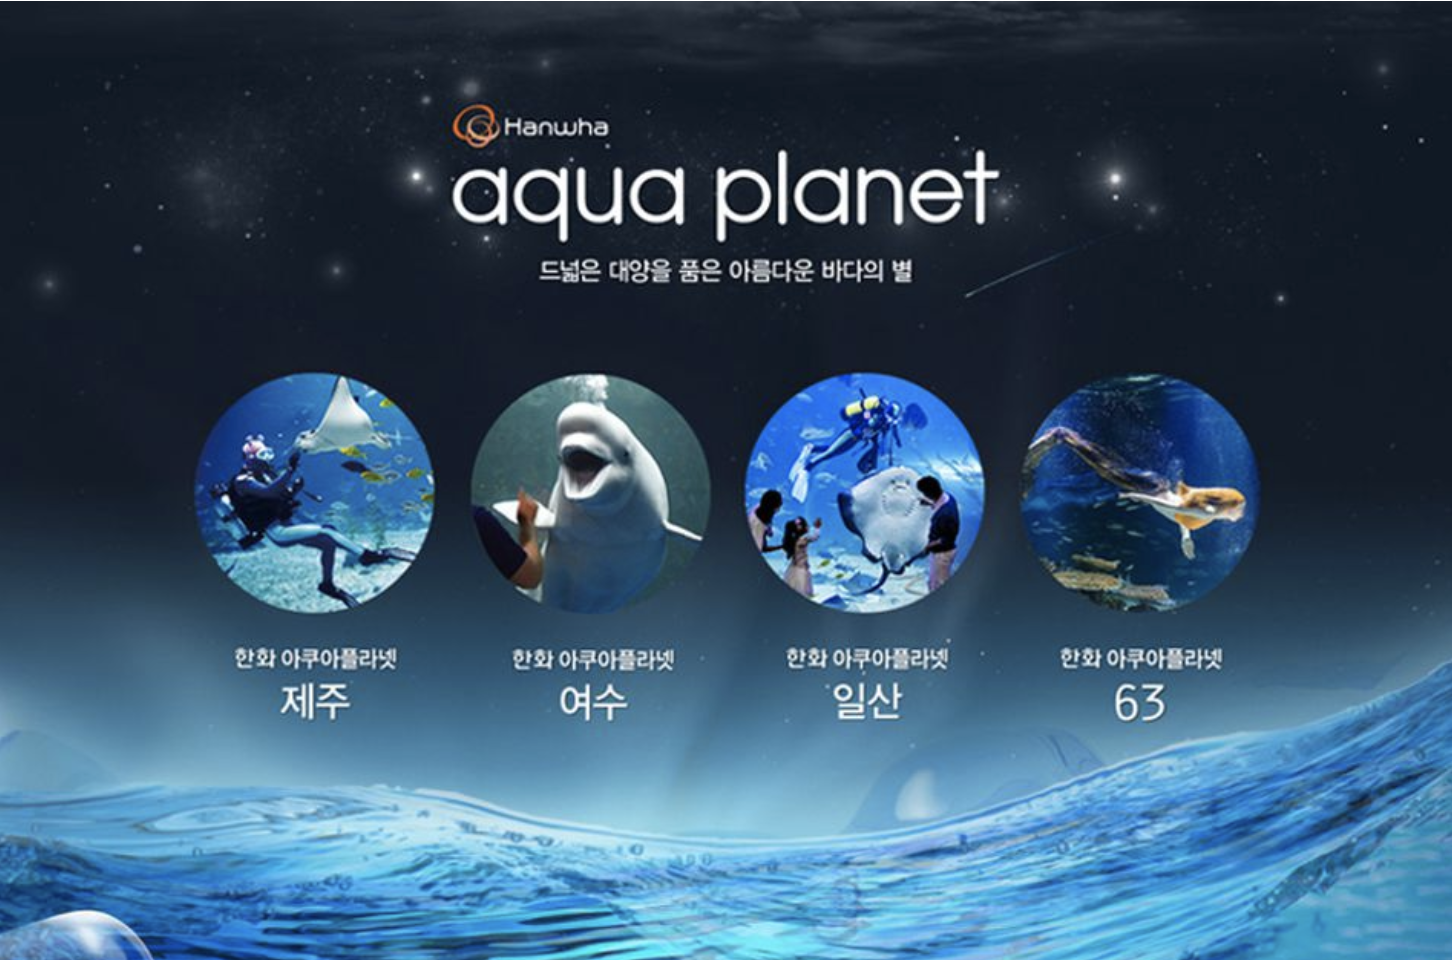 Hanwha
aqua planet
드넓은 대양을 품은 아름다운 바다의 별
한화 아쿠아플라넷
제주
한화 아쿠아플라넷
여수
한화 아쿠아플라넷
일산
한화 아쿠아플라넷
63